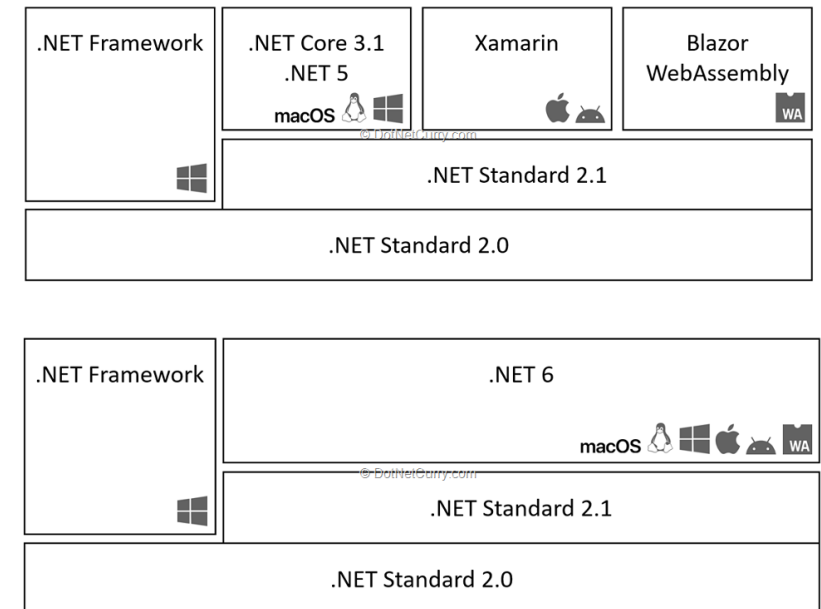 .NET Framework
.NET Core 3.1
.NET 5
macOS
Xamarin
Blazor
WebAssembly
WA
© DotNetCurry.com
.NET Standard 2.1
.NET Standard 2.0
.NET Framework
.NET 6
macOS
WA
© DotNetCurry.com
.NET Standard 2.1
.NET Standard 2.0